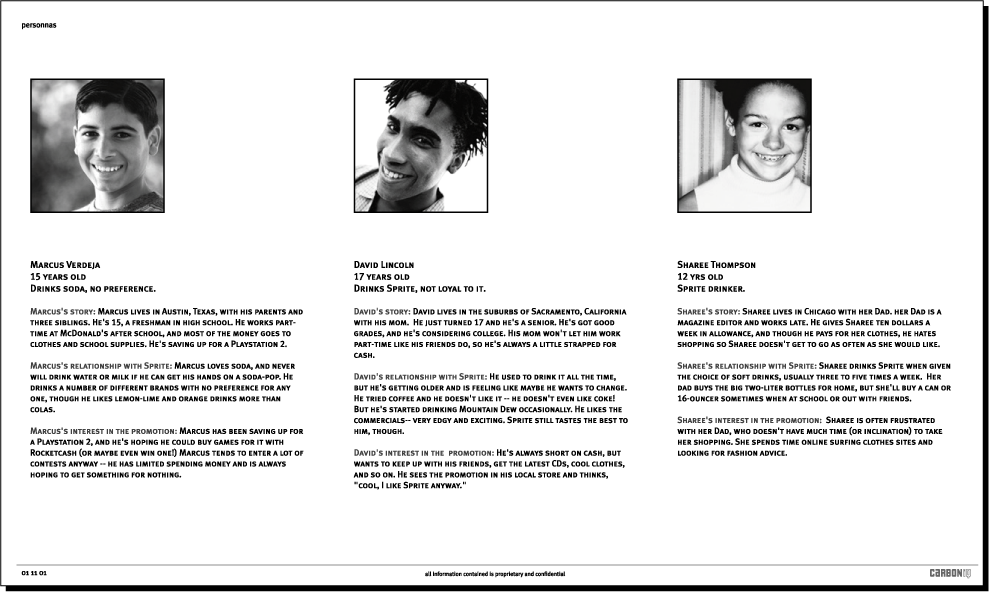 personnas
Marcus Verdeja
15 years old
Drinks soda, no preference.
Marcus's story: Marcus lives in Austin, Texas, with his parents and
three siblings. He's 15, a freshman in high school. He works part-
time at McDonald's after school, and most of the money goes to
clothes and school supplies. He's saving up for a Playstation 2.
Marcus's relationship with Sprite: Marcus loves soda, and never
will drink water or milk if he can get his hands on a soda-pop. He
drinks a number of different brands with no preference for any
one, though he likes lemon-lime and orange drinks more than
colas.
Marcus's interest in the promotion: Marcus has been saving up for
a Playstation 2, and he's hoping he could buy games for it with
Rocketcash (or maybe even win one!) Marcus tends to enter a lot of
contests anyway -- he has limited spending money and is always
hoping to get something for nothing.
David Lincoln
17 years old
Drinks Sprite, not loyal to it.
David's story: David lives in the suburbs of Sacramento, California
with his mom. He just turned 17 and he's a senior. He's got good
grades, and he's considering college. His mom won't let him work
part-time like his friends do, so he's always a little strapped for
cash.
David's relationship with Sprite: He used to drink it all the time,
but he's getting older and is feeling like maybe he wants to change.
He tried coffee and he doesn't like it -- he doesn't even like coke!
But he's started drinking Mountain Dew occasionally. He likes the
commercials-- very edgy and exciting. Sprite still tastes the best to
him, though.
David's interest in the promotion: He's always short on cash, but
wants to keep up with his friends, get the latest CDs, cool clothes,
and so on. He sees the promotion in his local store and thinks,
"cool, I like Sprite anyway."
Sharee Thompson
12 yrs old
Sprite drinker.
Sharee's story: Sharee lives in Chicago with her Dad. her Dad is a
magazine editor and works late. He gives Sharee ten dollars a
week in allowance, and though he pays for her clothes, he hates
shopping so Sharee doesn't get to go as often as she would like.
Sharee's relationship with Sprite: Sharee drinks Sprite when given
the choice of soft drinks, usually three to five times a week. Her
dad buys the big two-liter bottles for home, but she'll buy a can or
16-ouncer sometimes when at school or out with friends.
Sharee's interest in the promotion: Sharee is often frustrated
with her Dad, who doesn't have much time (or inclination) to take
her shopping. She spends time online surfing clothes sites and
looking for fashion advice.
01 11 01
all information contained is proprietary and confidential
CARBON